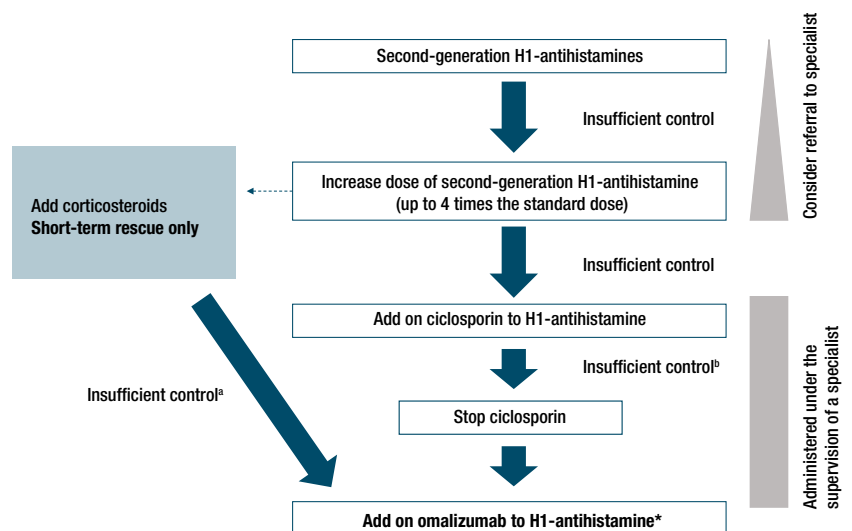 Second-generation H1-antihistamines
Insufficient control
Increase dose of second-generation H1-antihistamine
(up to 4 times the standard dose)
Consider referral to specialist
Add corticosteroids
Short-term rescue only
Insufficient control
Add on ciclosporin to H1-antihistamine
Insufficient controlᵇ
Insufficient controlᵃ
Stop ciclosporin
Administered under the
supervision of a specialist
Add on omalizumab to H1-antihistamine*